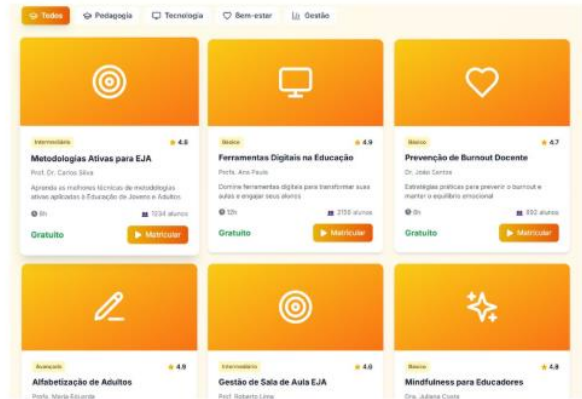 Todos Pedagogia Tecnologia Bem-estar Gestão
Intermediário 4.8
Metodologias Ativas para EJA
Prof. Dr. Carlos Silva
Aprenda as melhores técnicas de metodologias
ativas aplicadas à Educação de Jovens e Adultos
8h 1234 alunos
Gratuito Matricular
Básico 4.9
Ferramentas Digitais na Educação
Profa. Ana Paula
Domine ferramentas digitais para transformar suas
aulas e engajar seus alunos
12h alunos
Gratuito Matricular
Básico 4.7
Prevenção de Burnout Docente
Dr. João Santos
Estratégias práticas para prevenir o burnout e
manter o equilíbrio emocional
892 alunos
Gratuito Matricular
Avançado 4.9
Alfabetização de Adultos
Profa. Maria Eduarda
Intermediário 4.6
Gestão de Sala de Aula EJA
Prof. Roberto Lima
Básico 4.8
Mindfulness para Educadores
Dra. Juliana Costa